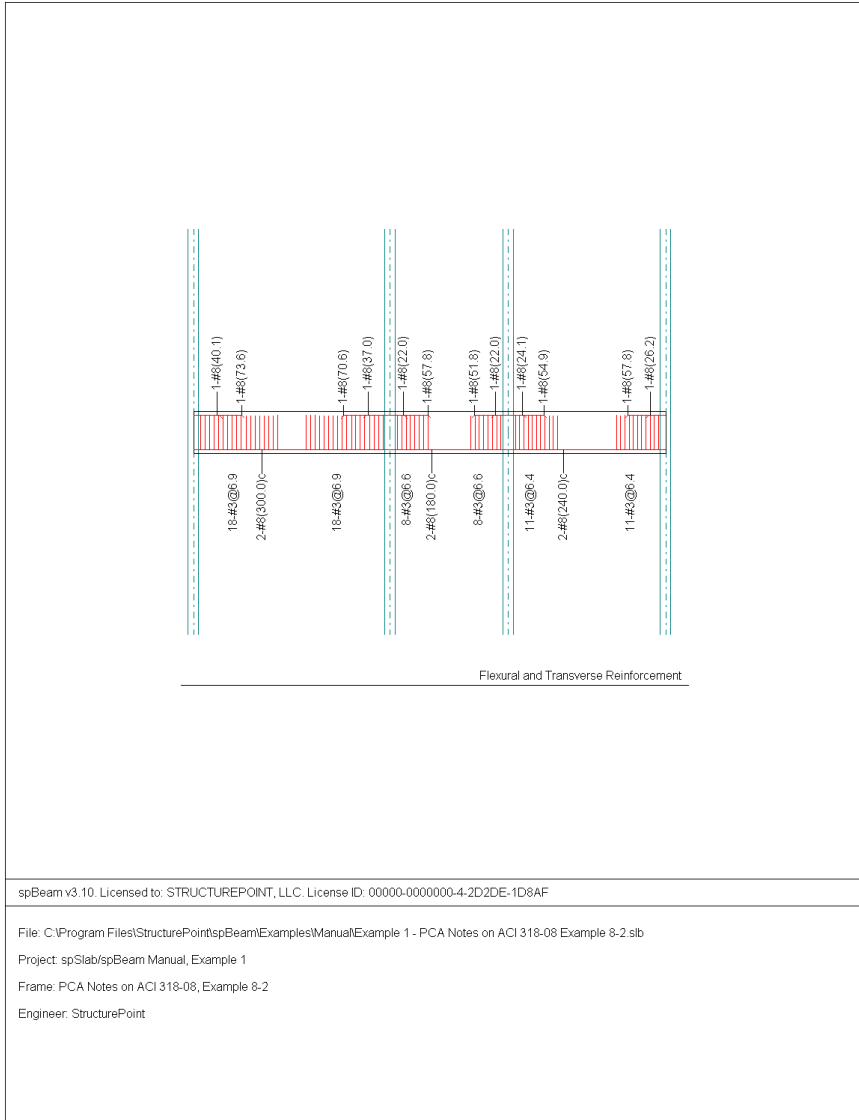 1-#8(40.1)
1-#8(73.6)
1-#8(70.6)
1-#8(37.0)
1-#8(22.0)
1-#8(57.8)
1-#8(51.8)
1-#8(22.0)
1-#8(24.1)
1-#8(54.9)
1-#8(57.8)
1-#8(26.2)
18-#3@6.9
2-#8(300.0)c
18-#3@6.9
8-#3@6.6
2-#8(180.0)c
8-#3@6.6
11-#3@6.4
2-#8(240.0)c
11-#3@6.4
Flexural and Transverse Reinforcement
spBeam v3.10. Licensed to: STRUCTUREPOINT, LLC. License ID: 00000-0000000-4-2D2DE-1D8AF
File: C:\Program Files\StructurePoint\spBeam\Examples\Manual\Example 1 - PCA Notes on ACI 318-08 Example 8-2.slb
Project: spSlab/spBeam Manual, Example 1
Frame: PCA Notes on ACI 318-08, Example 8-2
Engineer: StructurePoint